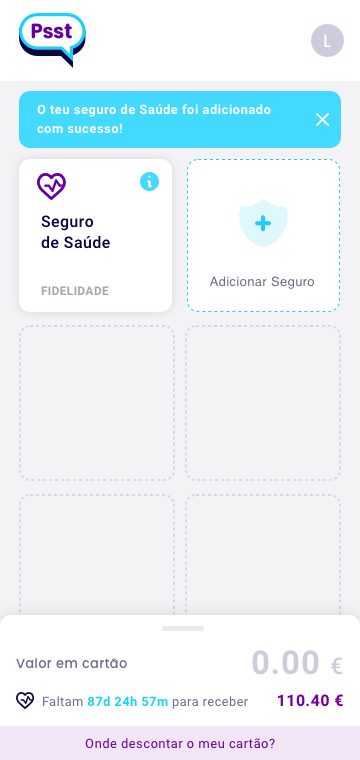 Psst
L
O teu seguro de Saúde foi adicionado
com sucesso!
Seguro
de Saúde
FIDELIDADE
Adicionar Seguro
Valor em cartão
0.00 €
Faltam 87d 24h 57m para receber
110.40 €
Onde descontar o meu cartão?